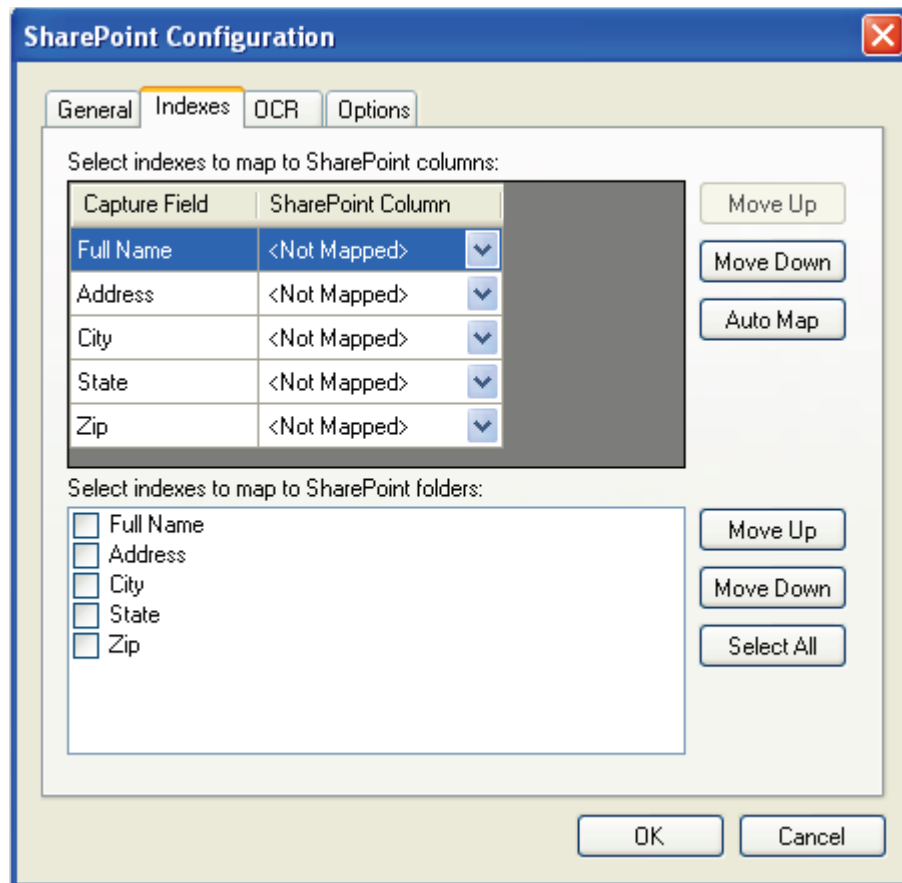 SharePoint Configuration
General Indexes OCR Options
Select indexes to map to SharePoint columns:
Capture Field SharePoint Column
Full Name <Not Mapped>
Address <Not Mapped>
City <Not Mapped>
State <Not Mapped>
Zip <Not Mapped>
Move Up
Move Down
Auto Map
Select indexes to map to SharePoint folders:
Full Name
Address
City
State
Zip
Move Up
Move Down
Select All
OK Cancel